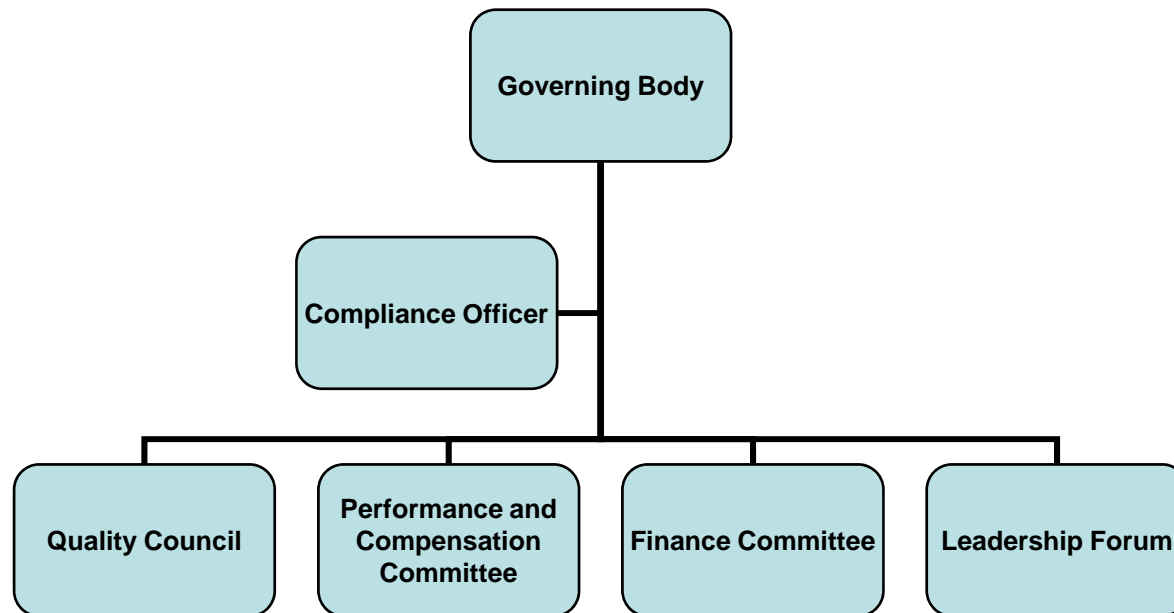 Governing Body
Compliance Officer
Quality Council
Performance and
Compensation
Committee
Finance Committee
Leadership Forum